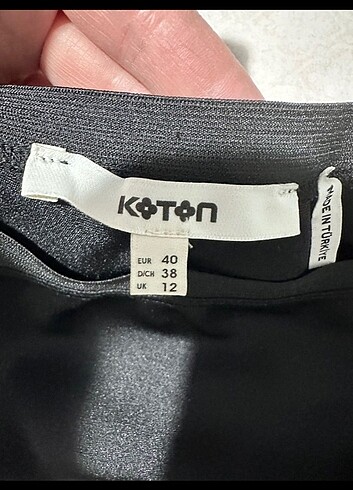 KOTON
EUR 40
D/CH 38
UK 12
MADE IN TÜRKİYE